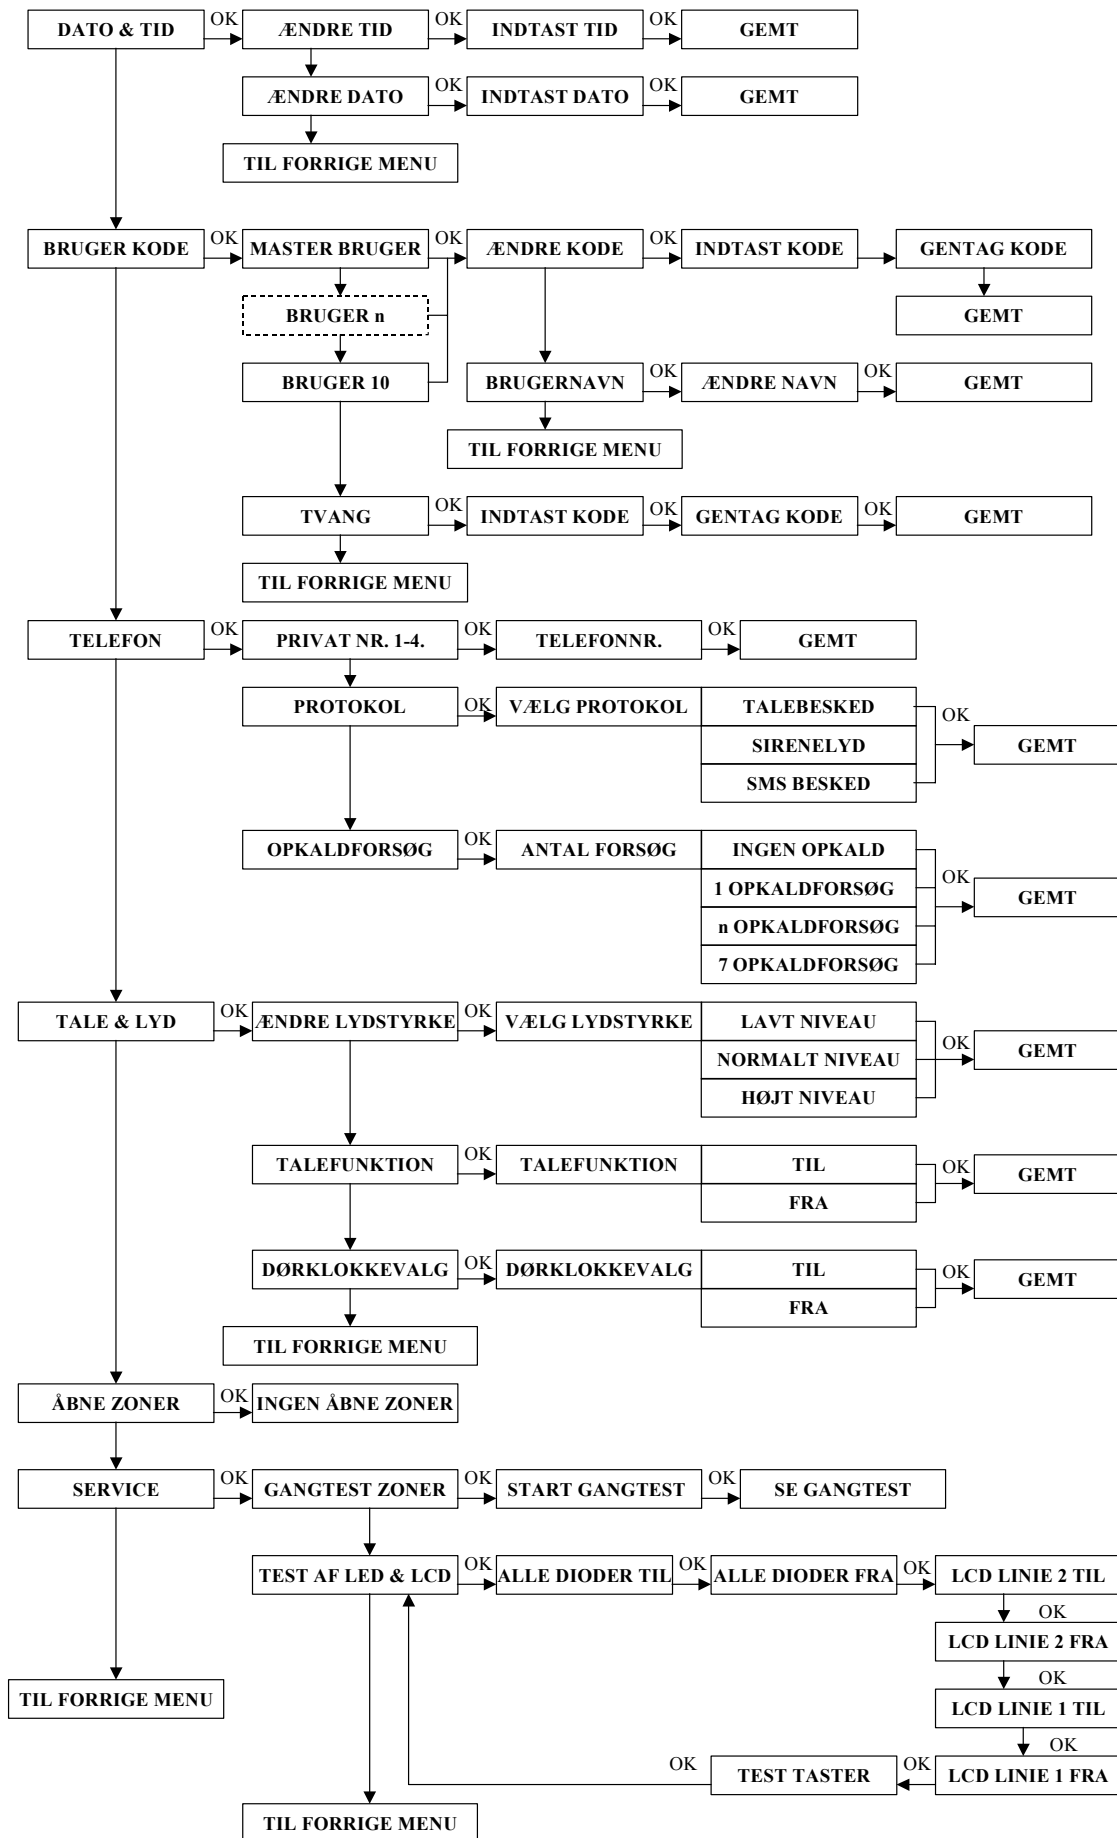 DATO & TID OK ÆNDRE TID OK INDTAST TID OK GEMT
ÆNDRE DATO OK INDTAST DATO OK GEMT
TIL FORRIGE MENU
BRUGER KODE OK MASTER BRUGER OK ÆNDRE KODE OK INDTAST KODE GENTAG KODE
BRUGER n GEMT
BRUGER 10 BRUGERNAVN OK ÆNDRE NAVN OK GEMT
TIL FORRIGE MENU
TVANG OK INDTAST KODE OK GENTAG KODE OK GEMT
TIL FORRIGE MENU
TELEFON OK PRIVAT NR. 1-4. OK TELEFONNR. OK GEMT
PROTOKOL OK VÆLG PROTOKOL TALEBESKED OK
SIRENELYD GEMT
SMS BESKED
OPKALDFORSØG OK ANTAL FORSØG INGEN OPKALD
1 OPKALDFORSØG OK GEMT
n OPKALDFORSØG
7 OPKALDFORSØG
TALE & LYD OK ÆNDRE LYDSTYRKE OK VÆLG LYDSTYRKE LAVT NIVEAU
NORMALT NIVEAU OK GEMT
HØJT NIVEAU
TALEFUNKTION OK TALEFUNKTION TIL OK GEMT
FRA
DØRKLOKKEVALG OK DØRKLOKKEVALG TIL OK GEMT
FRA
TIL FORRIGE MENU
ÅBNE ZONER OK INGEN ÅBNE ZONER
SERVICE OK GANGTEST ZONER OK START GANGTEST OK SE GANGTEST
TEST AF LED & LCD OK ALLE DIODER TIL OK ALLE DIODER FRA OK LCD LINIE 2 TIL
OK
LCD LINIE 2 FRA
OK
TIL FORRIGE MENU LCD LINIE 1 TIL
OK
OK TEST TASTER OK LCD LINIE 1 FRA
TIL FORRIGE MENU